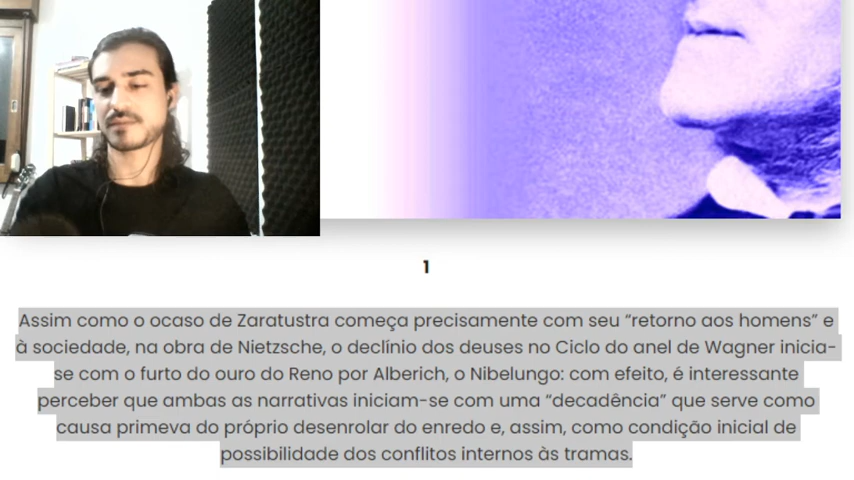 1
Assim como o ocaso de Zaratustra começa precisamente com seu “retorno aos homens” e
à sociedade, na obra de Nietzsche, o declínio dos deuses no Ciclo do anel de Wagner inicia-
se com o furto do ouro do Reno por Alberich, o Nibelungo: com efeito, é interessante
perceber que ambas as narrativas iniciam-se com uma “decadência” que serve como
causa primeva do próprio desenrolar do enredo e, assim, como condição inicial de
possibilidade dos conflitos internos às tramas.